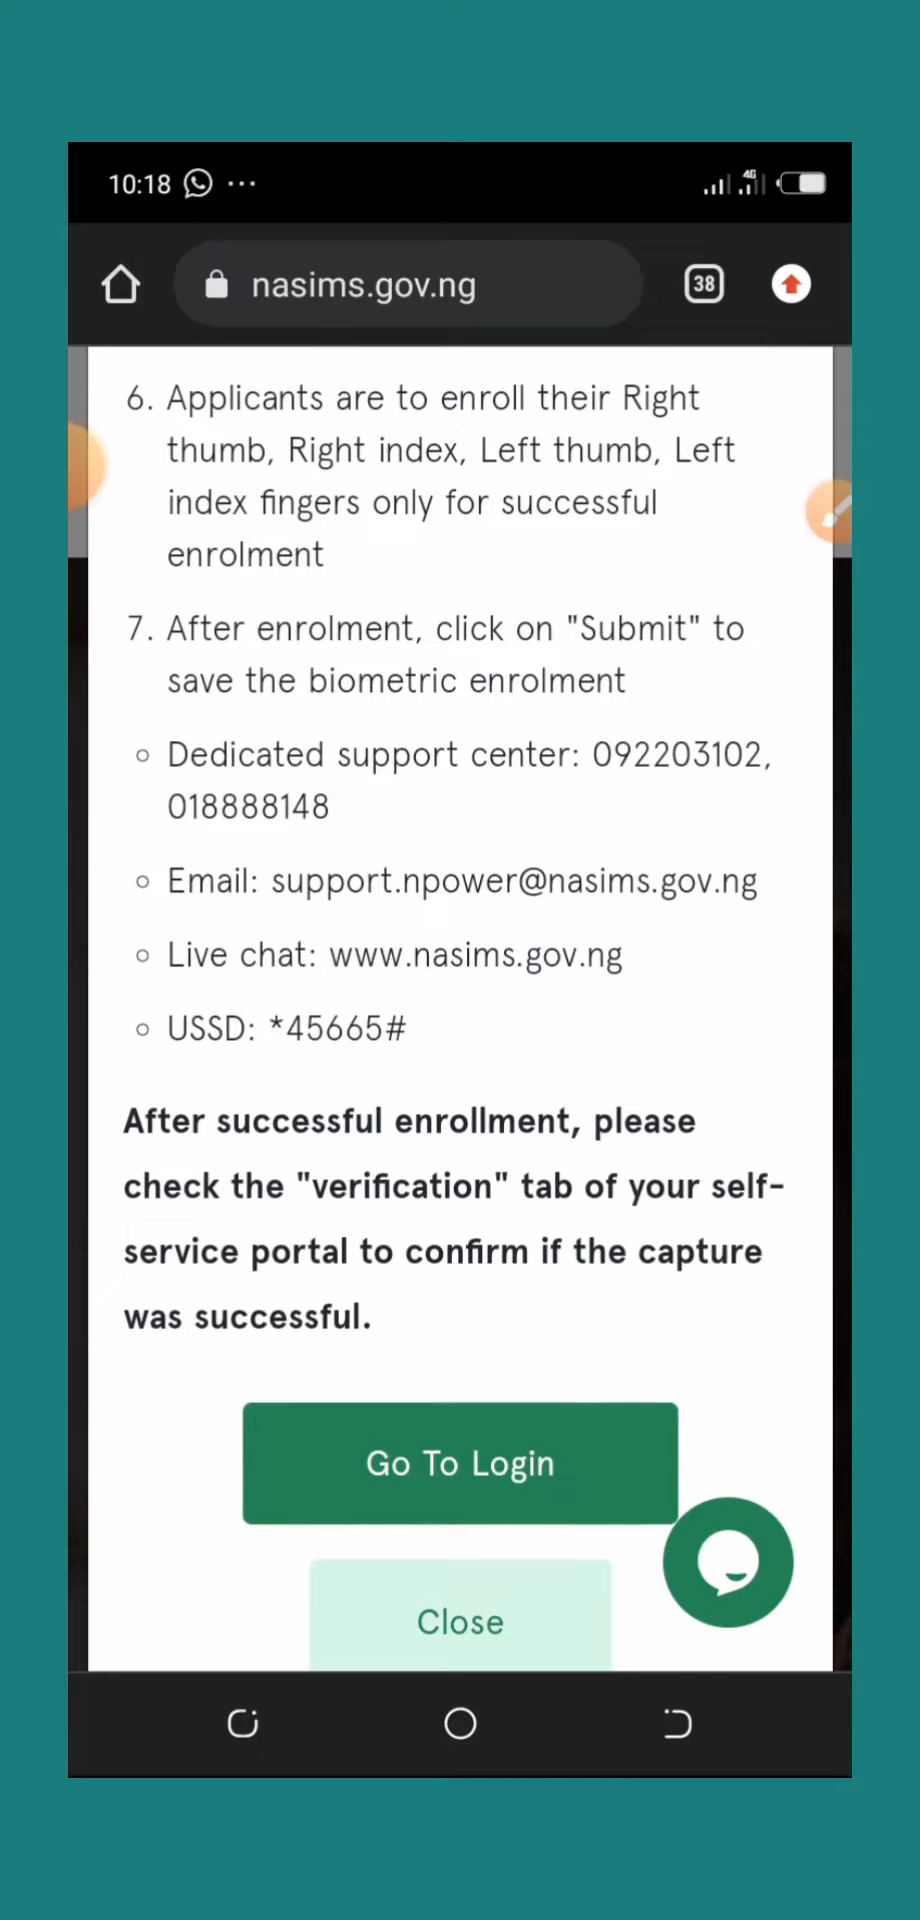 10:18
4G
nasims.gov.ng
38
6. Applicants are to enroll their Right
thumb, Right index, Left thumb, Left
index fingers only for successful
enrolment
7. After enrolment, click on "Submit" to
save the biometric enrolment
Dedicated support center: 092203102,
018888148
Email: support.npower@nasims.gov.ng
Live chat: www.nasims.gov.ng
USSD: *45665#
After successful enrollment, please
check the "verification" tab of your self-
service portal to confirm if the capture
was successful.
Go To Login
Close